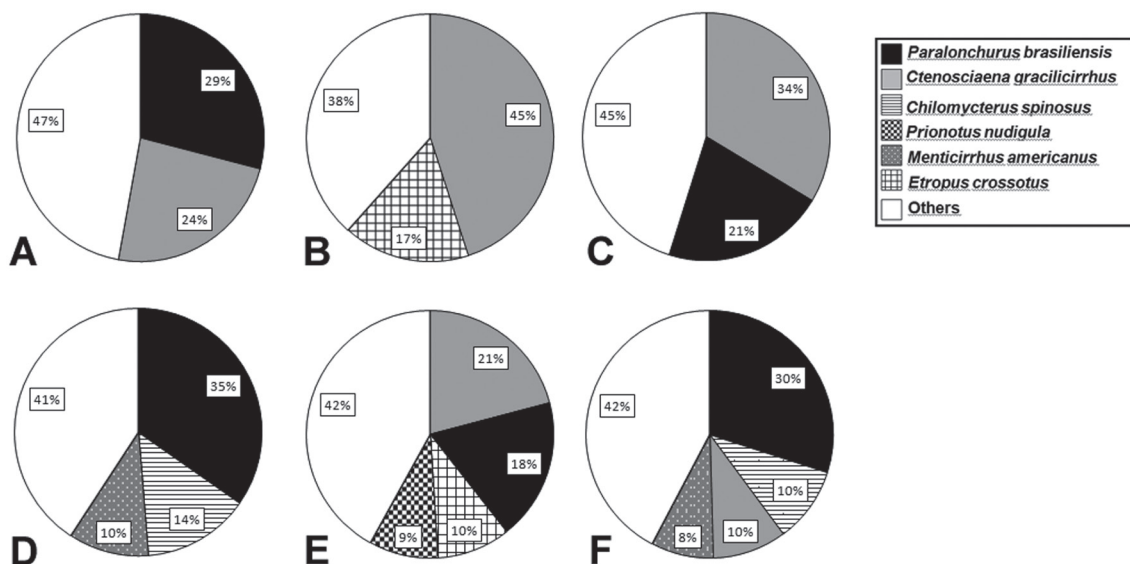 29%
47%
24%
A
38%
45%
17%
B
45%
34%
21%
C
Paralonchurus brasiliensis
Ctenosciaena gracilicirrhus
Chilomycterus spinosus
Prionotus nudigula
Menticirrhus americanus
Etropus crossotus
Others
41%
35%
10%
14%
D
42%
21%
18%
9%
10%
E
42%
30%
10%
8%
10%
F